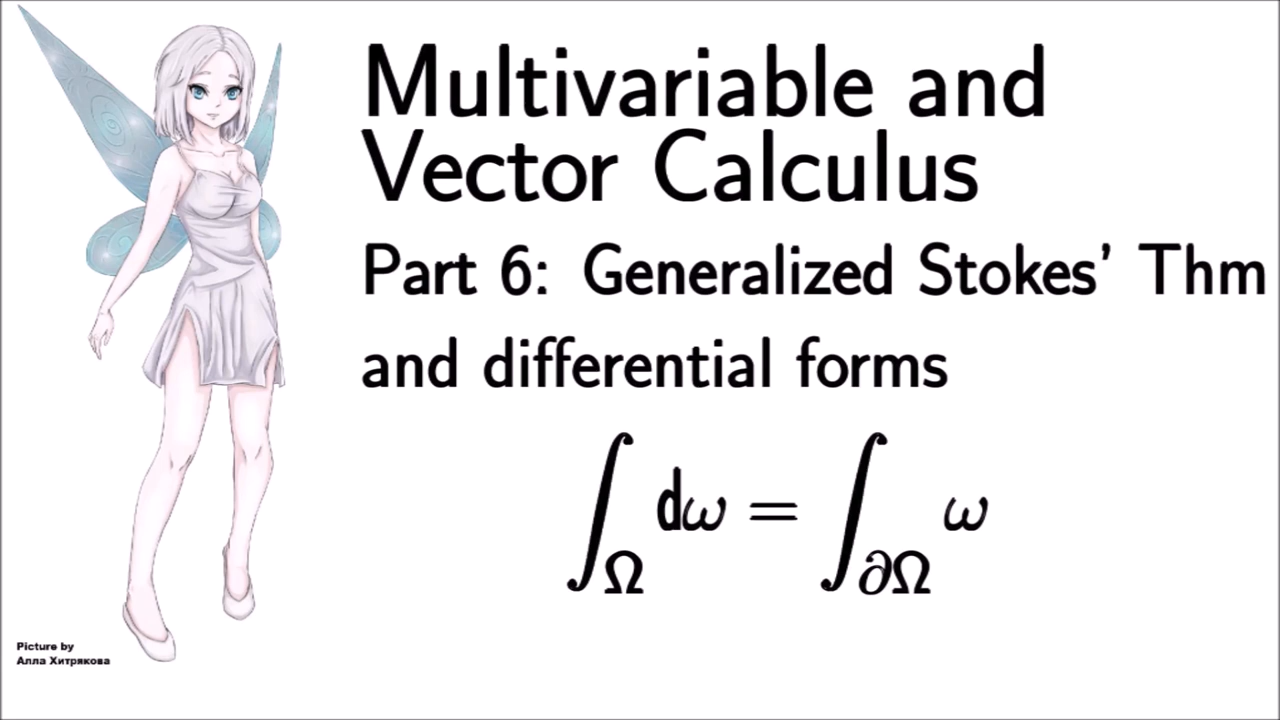 Multivariable and
Vector Calculus
Part 6: Generalized Stokes' Thm
and differential forms
∫_Ω dω = ∫_∂Ω ω
Picture by
Алла Хитрякова